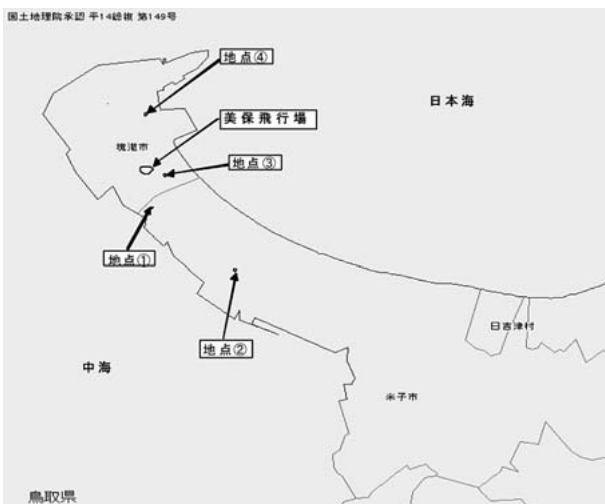 国土地理院承認 平14総複 第149号
地点④
日本海
美保飛行場
境港市
地点③
地点①
日吉津村
地点②
中海
米子市
鳥取県